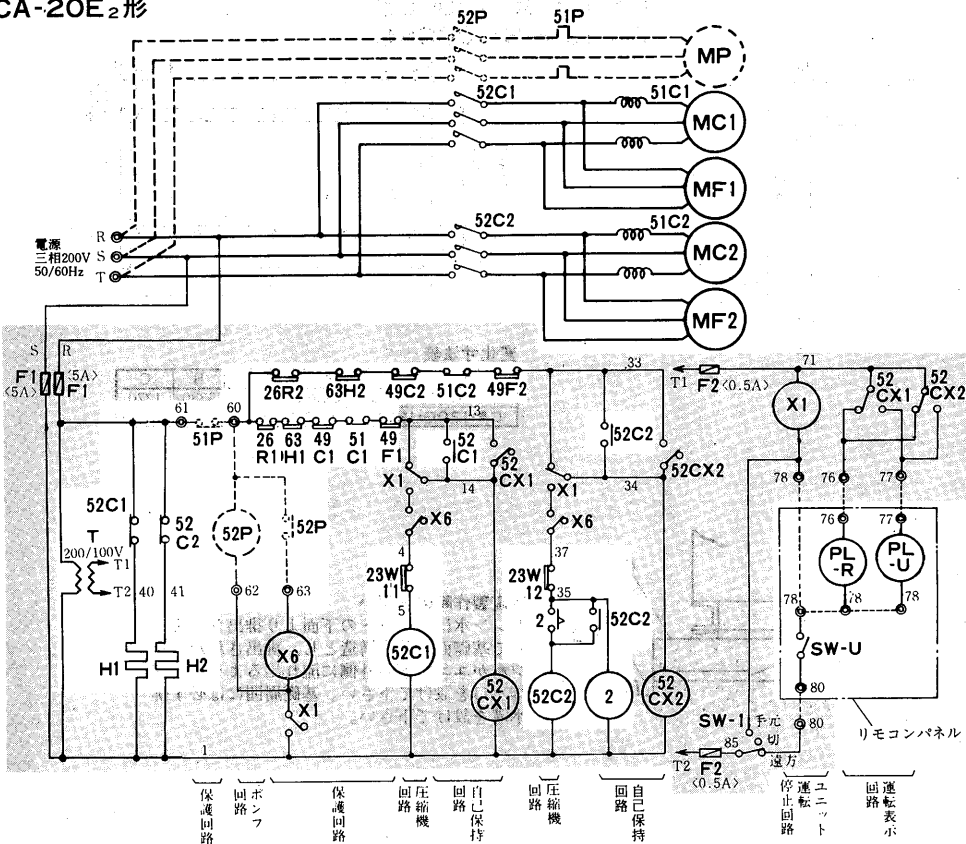 CA-20E₂形
52P
51P
MP
52C1
51C1
MC1
MF1
電源
三相200V
50/60Hz
R
S
T
52C2
51C2
MC2
MF2
S
R
F1
<5A>
<5A>
F1
61
51P
60
26R2
63H2
49C2
51C2
49F2
33
26
R1
63
H1
49
C1
51
C1
49
F1
13
52
C1
52
CX1
X1
14
X6
4
23W
11
5
52C1
52
CX1
52C2
52CX2
X1
34
X6
37
23W
12
35
2
52C2
52C2
2
52
CX2
T
200/100V
T1
T2
52C1
52
C2
40
41
H1
H2
52P
52P
62
63
X6
X1
1
T1
F2
<0.5A>
71
X1
52
CX1
52
CX2
78
76
77
76
77
PL
-R
PL
-U
78
78
78
SW-U
80
80
リモコンパネル
SW-1
手元
切
遠方
85
T2
F2
<0.5A>
保護回路
ポンプ
回路
保護回路
圧縮機
回路
自己保持
回路
圧縮機
回路
自己保持
回路
ユニット
運転
停止回路
運転表示
回路